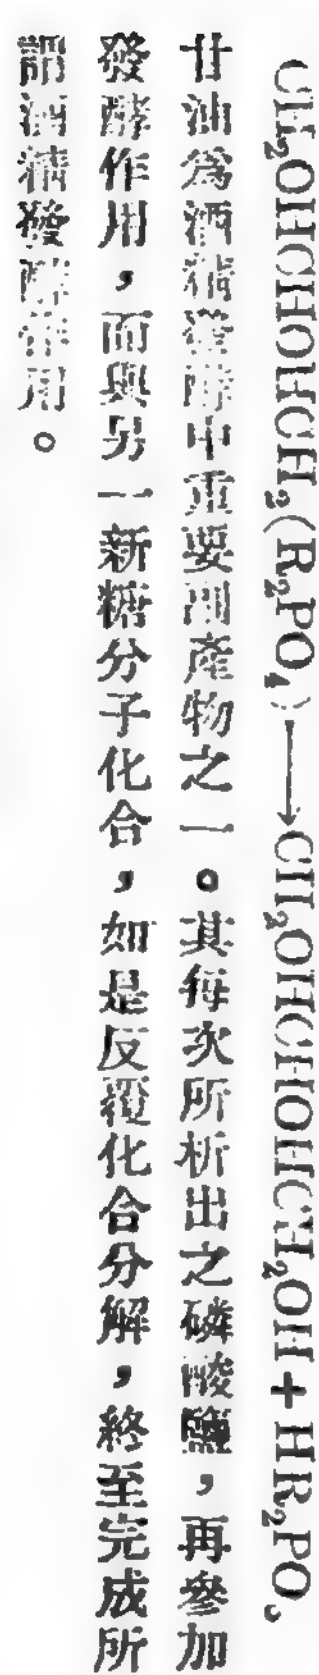 CH₂OHCHOHCH₂(R₂PO₄)⟶CH₂OHCHOHCH₂OH+HR₂PO。
甘油為酒精發酵中重要副產物之一。其每次所析出之磷酸鹽,再參加
發酵作用,而與另一新糖分子化合,如是反覆化合分解,終至完成所
謂酒精發酵作用。